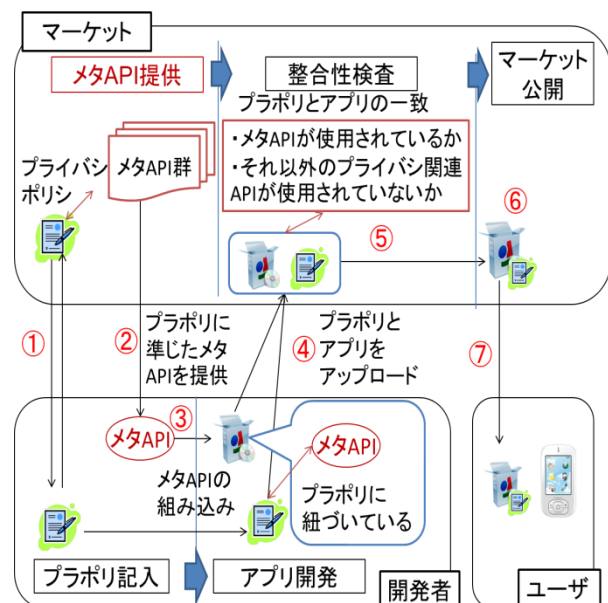 マーケット
メタAPI提供
整合性検査
マーケット
公開
プラポリとアプリの一致
・メタAPIが使用されているか
・それ以外のプライバシ関連
APIが使用されていないか
プライバシ
ポリシ
メタAPI群
⑥
⑤
①
②
プラポリに
準じたメタ
APIを提供
④
プラポリと
アプリを
アップロード
⑦
③
メタAPI
メタAPI
メタAPIの
組み込み
プラポリに
紐づいている
プラポリ記入
アプリ開発
開発者
ユーザ